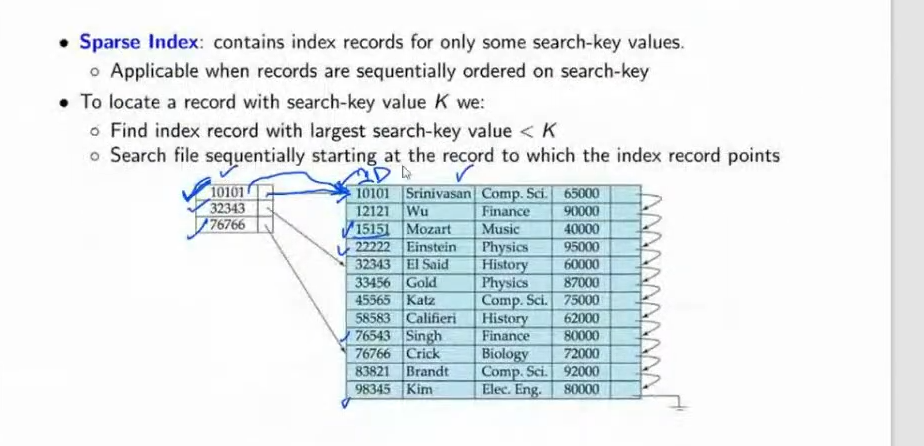 • Sparse Index: contains index records for only some search-key values.
○ Applicable when records are sequentially ordered on search-key
• To locate a record with search-key value K we:
○ Find index record with largest search-key value < K
○ Search file sequentially starting at the record to which the index record points
ID
10101
32343
76766
10101 Srinivasan Comp. Sci. 65000
12121 Wu Finance 90000
15151 Mozart Music 40000
22222 Einstein Physics 95000
32343 El Said History 60000
33456 Gold Physics 87000
45565 Katz Comp. Sci. 75000
58583 Califieri History 62000
76543 Singh Finance 80000
76766 Crick Biology 72000
83821 Brandt Comp. Sci. 92000
98345 Kim Elec. Eng. 80000